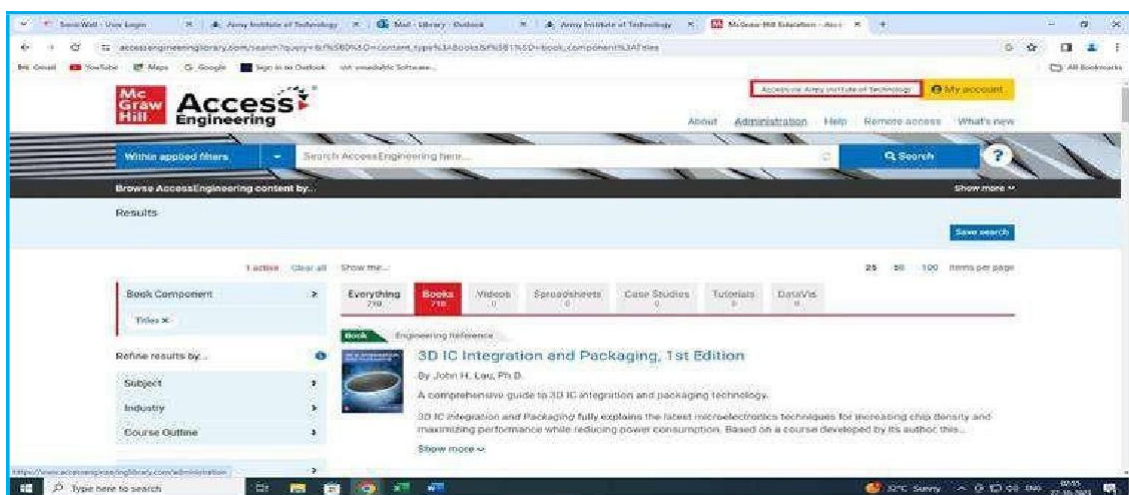 SonicWall - User Login
Army Institute of Technology
Mail - Library - Outlook
Army Institute of Technology
McGraw Hill Education - Acc
accessengineeringlibrary.com/search?query=&f%5B0%5D=content_type%3ABooks&f%5B1%5D=book_component%3ATitles
Gmail YouTube Maps Google Sign in to Outlook
All Bookmarks
Mc Graw Hill
Access Engineering
Access via Army Institute of Technology
My account
About Administration Help Remote access What's new
Within applied filters
Search AccessEngineering here...
Search
?
Browse AccessEngineering content by...
Show more
Results
Save search
1 active Clear all Show me...
25 50 100 items per page
Book Component
Titles ×
Everything 718
Books 718
Videos 0
Spreadsheets 0
Case Studies 0
Tutorials 0
DataVis 0
Refine results by...
Subject
Industry
Course Outline
Book Engineering Reference
3D IC Integration and Packaging, 1st Edition
By John H. Lau, Ph.D.
A comprehensive guide to 3D IC integration and packaging technology.
3D IC Integration and Packaging fully explains the latest microelectronics techniques for increasing chip density and
maximizing performance while reducing power consumption. Based on a course developed by its author, this...
Show more
https://www.accessengineeringlibrary.com/administration
Type here to search
32°C Sunny
ENG